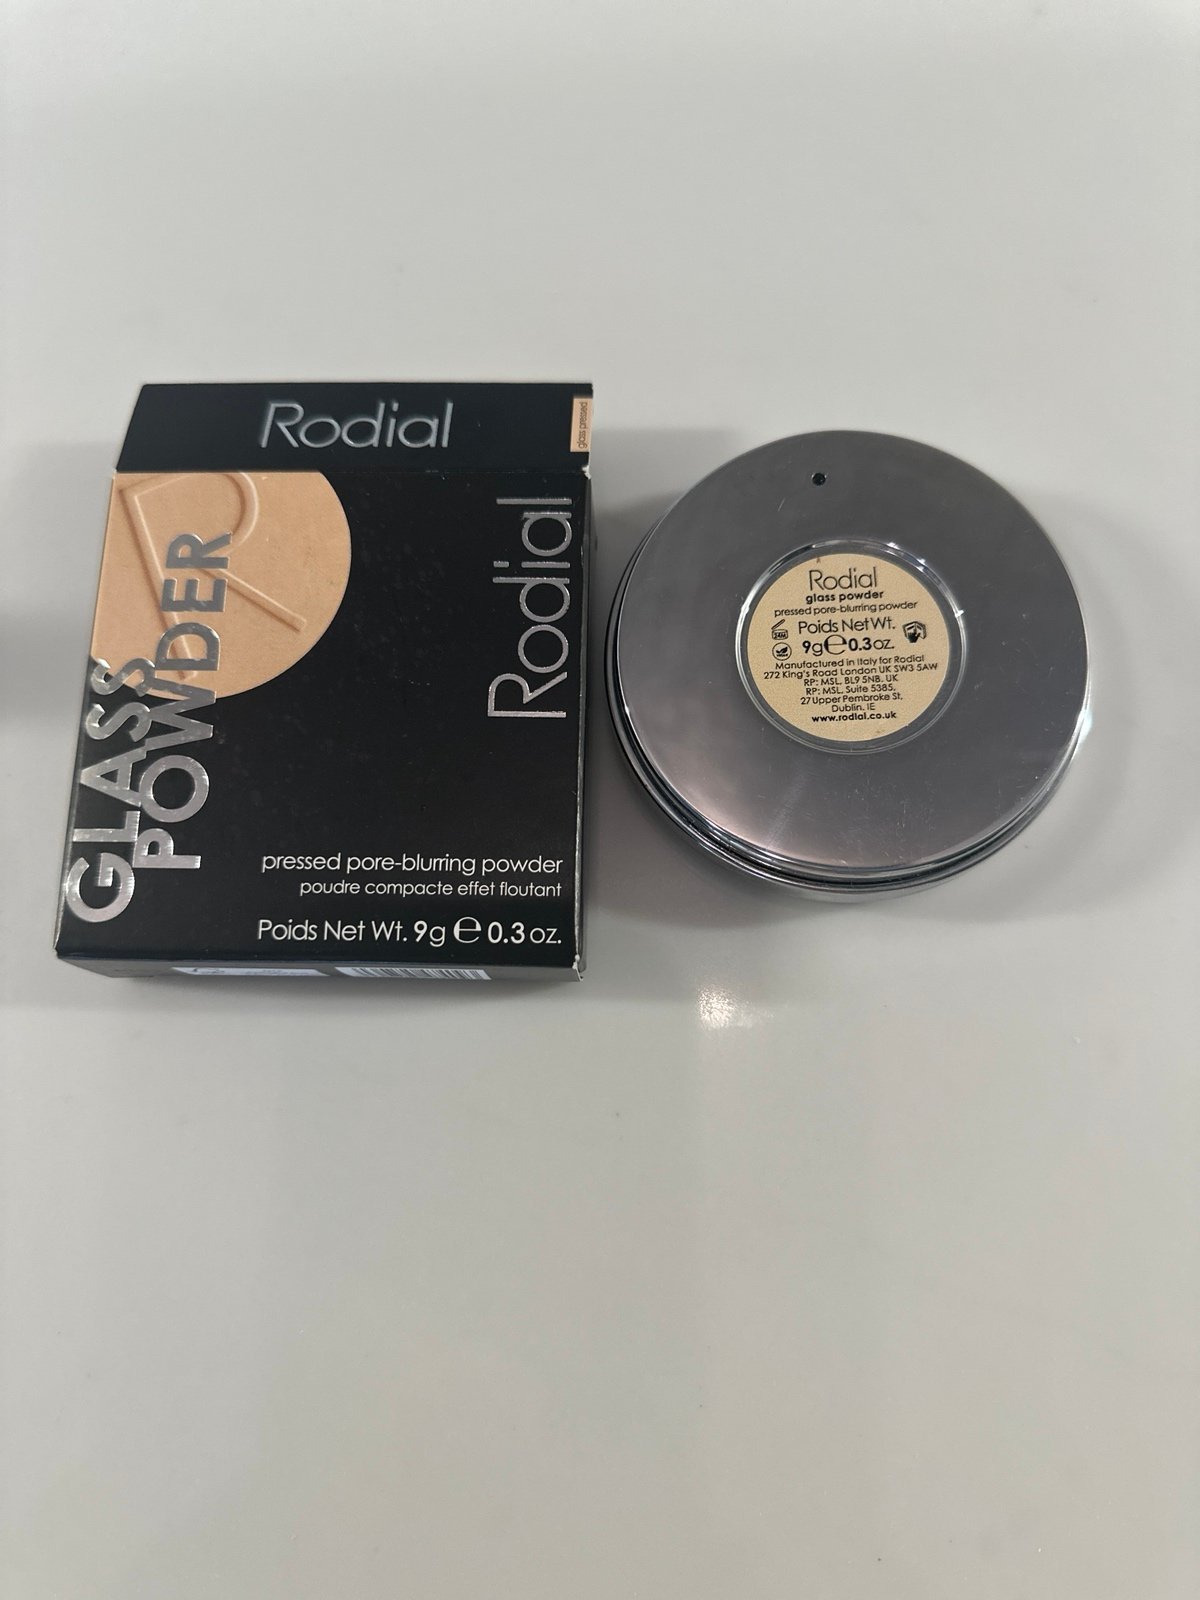 Rodial
glass pressed
Rodial
GLASS
POWDER
pressed pore-blurring powder
poudre compacte effet floutant
Poids Net Wt. 9g ℮ 0.3 oz.
Rodial
glass powder
pressed pore-blurring powder
Poids Net Wt.
24M
9g ℮ 0.3 oz.
Manufactured in Italy for Rodial
272 King's Road London UK SW3 5AW
RP: MSL, BL9 5NB, UK
RP: MSL, Suite 5385,
27 Upper Pembroke St,
Dublin, IE
www.rodial.co.uk